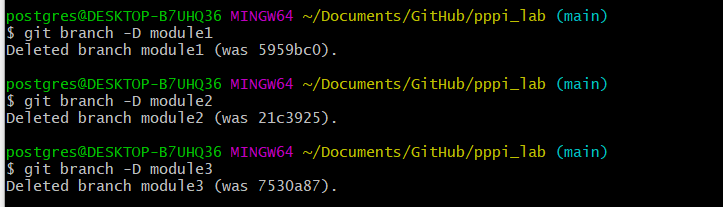 postgres@DESKTOP-B7UHQ36 MINGW64 ~/Documents/GitHub/pppi_lab (main)
$ git branch -D module1
Deleted branch module1 (was 5959bc0).
postgres@DESKTOP-B7UHQ36 MINGW64 ~/Documents/GitHub/pppi_lab (main)
$ git branch -D module2
Deleted branch module2 (was 21c3925).
postgres@DESKTOP-B7UHQ36 MINGW64 ~/Documents/GitHub/pppi_lab (main)
$ git branch -D module3
Deleted branch module3 (was 7530a87).